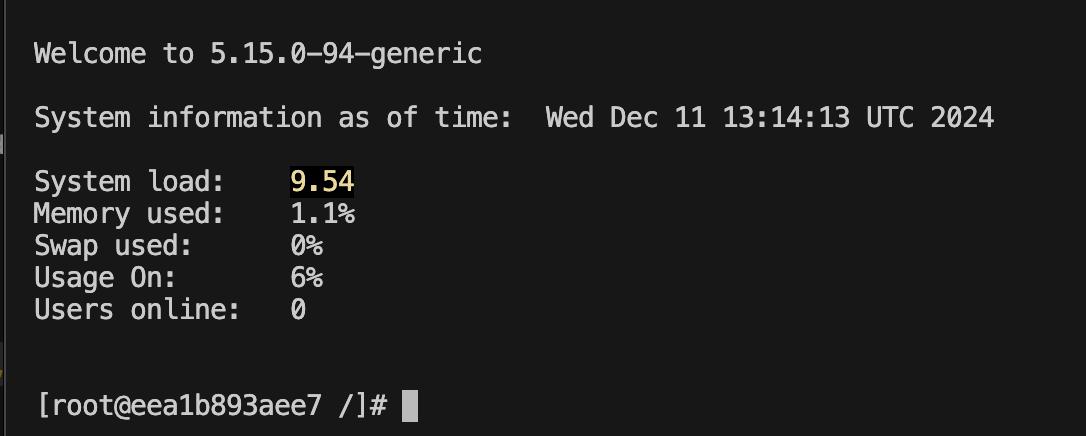 Welcome to 5.15.0-94-generic
System information as of time:  Wed Dec 11 13:14:13 UTC 2024
System load:    9.54
Memory used:    1.1%
Swap used:      0%
Usage On:       6%
Users online:   0
[root@eea1b893aee7 /]#